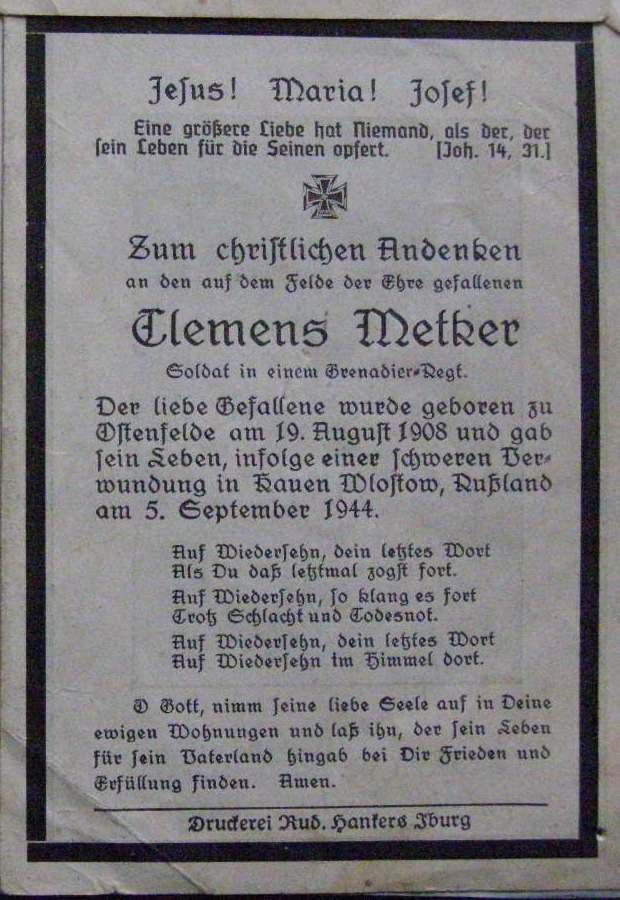 Jesus! Maria! Josef!
Eine größere Liebe hat Niemand, als der, der
sein Leben für die Seinen opfert. [Joh. 14, 31.]
Zum christlichen Andenken
an den auf dem Felde der Ehre gefallenen
Clemens Metker
Soldat in einem Grenadier-Regt.
Der liebe Gefallene wurde geboren zu
Ostenfelde am 19. August 1908 und gab
sein Leben, infolge einer schweren Ver-
wundung in Kauen Wlostow, Rußland
am 5. September 1944.
Auf Wiedersehn, dein letztes Wort
Als Du daß letztmal zogst fort.
Auf Wiedersehn, so klang es fort
Trotz Schlacht und Todesnot.
Auf Wiedersehn, dein letztes Wort
Auf Wiedersehn im Himmel dort.
O Gott, nimm seine liebe Seele auf in Deine
ewigen Wohnungen und laß ihn, der sein Leben
für sein Vaterland hingab bei Dir Frieden und
Erfüllung finden. Amen.
Druckerei Rud. Hankers Iburg